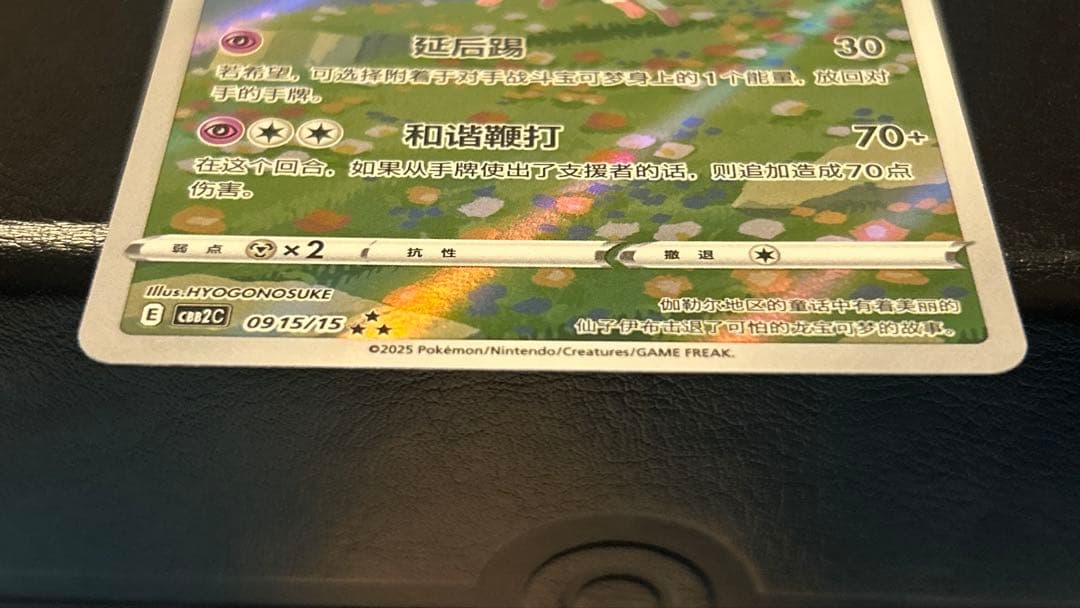 延后踢 30
若希望，可选择附着于对手战斗宝可梦身上的1个能量，放回对
手的手牌。
和谐鞭打 70+
在这个回合，如果从手牌使出了支援者的话，则追加造成70点
伤害。
弱点 ×2 抗性 撤退
Illus.HYOGONOSUKE
E CBB2C 0915/15
伽勒尔地区的童话中有着美丽的
仙子伊布击退了可怕的龙宝可梦的故事。
©2025 Pokémon/Nintendo/Creatures/GAME FREAK.